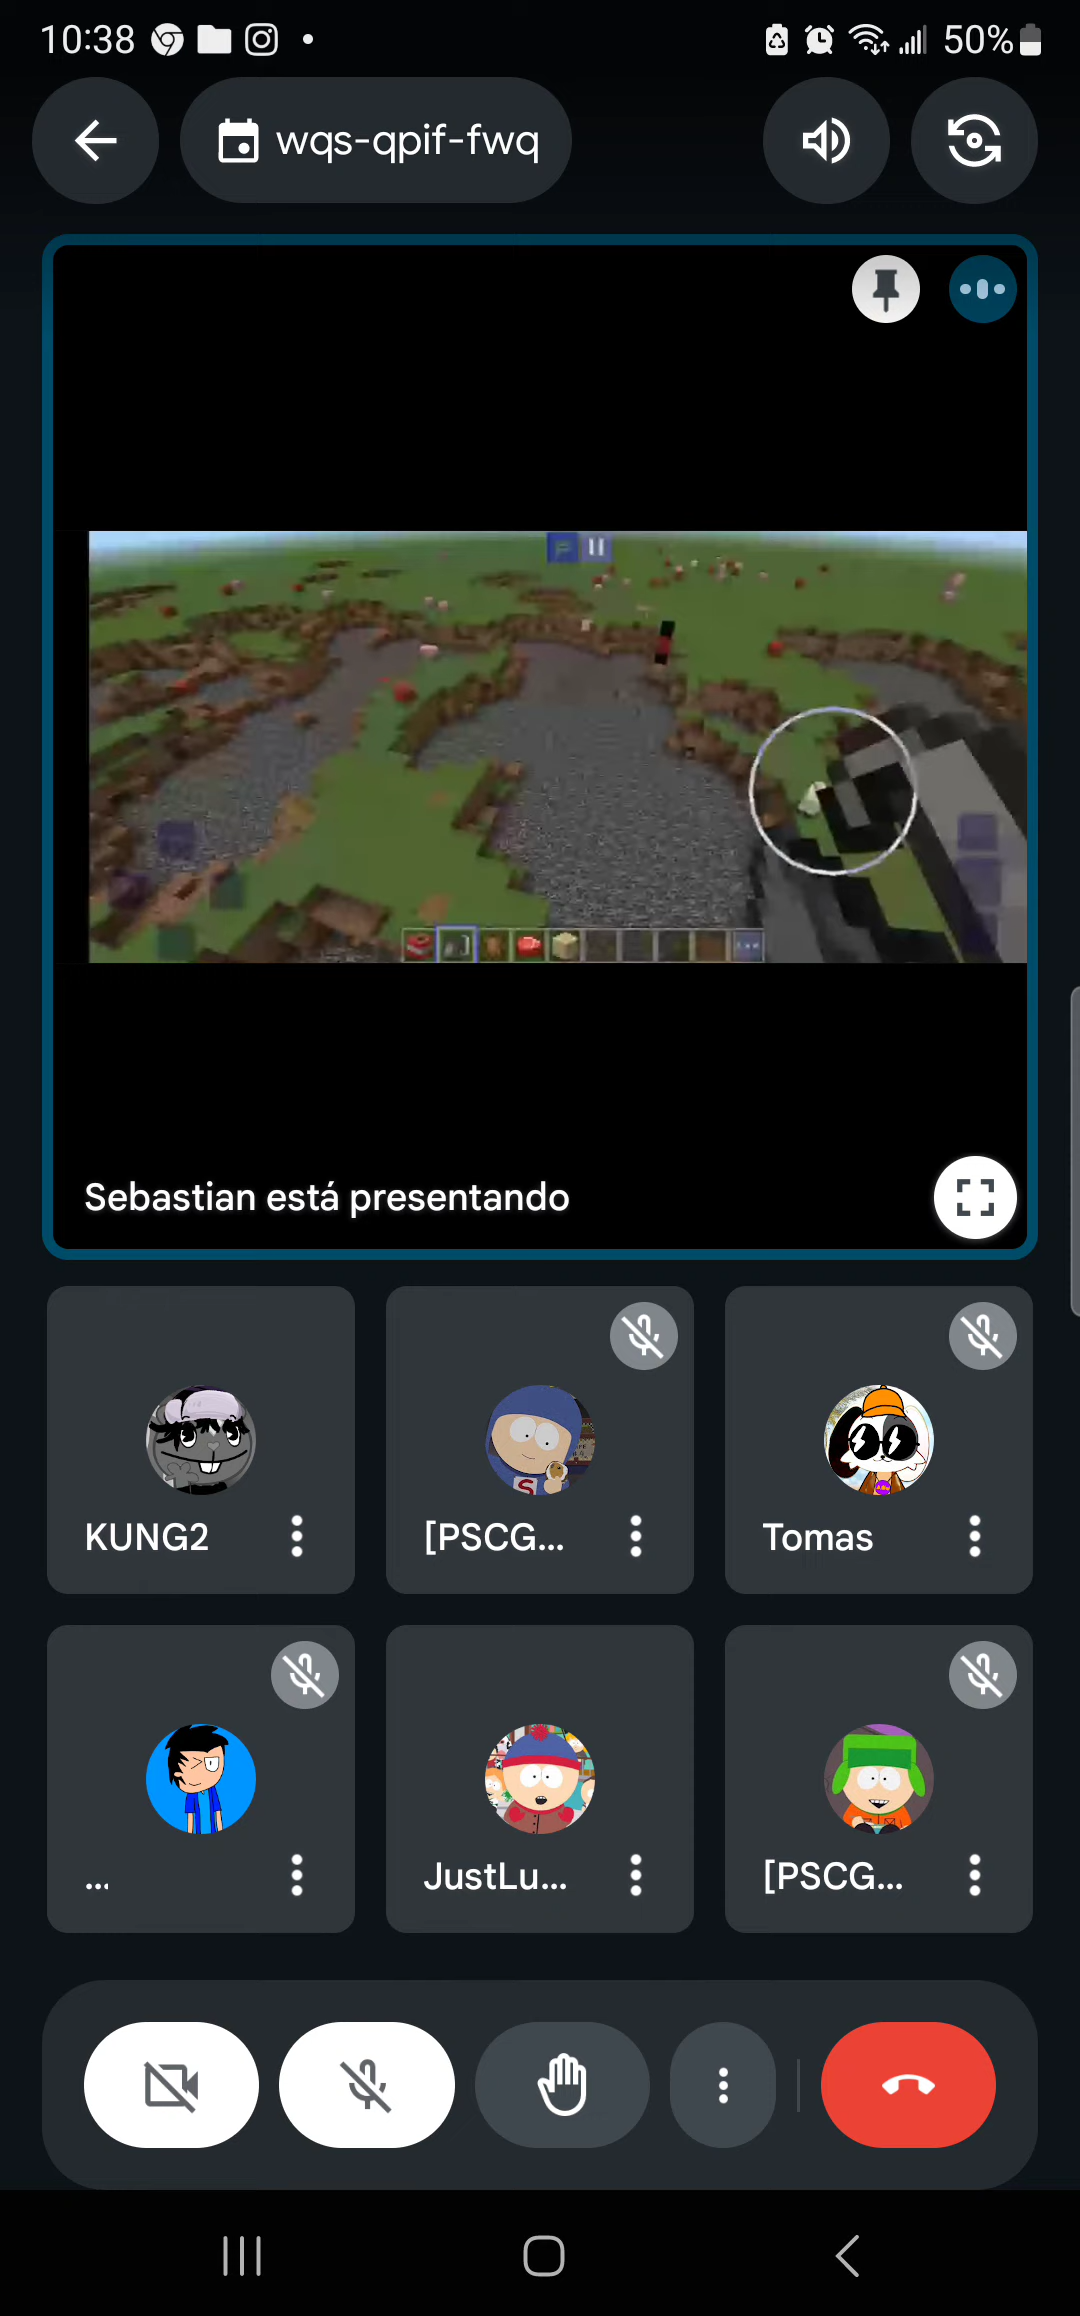 10:38
50%
wqs-qpif-fwq
Sebastian está presentando
KUNG2
[PSCG...
Tomas
...
JustLu...
[PSCG...